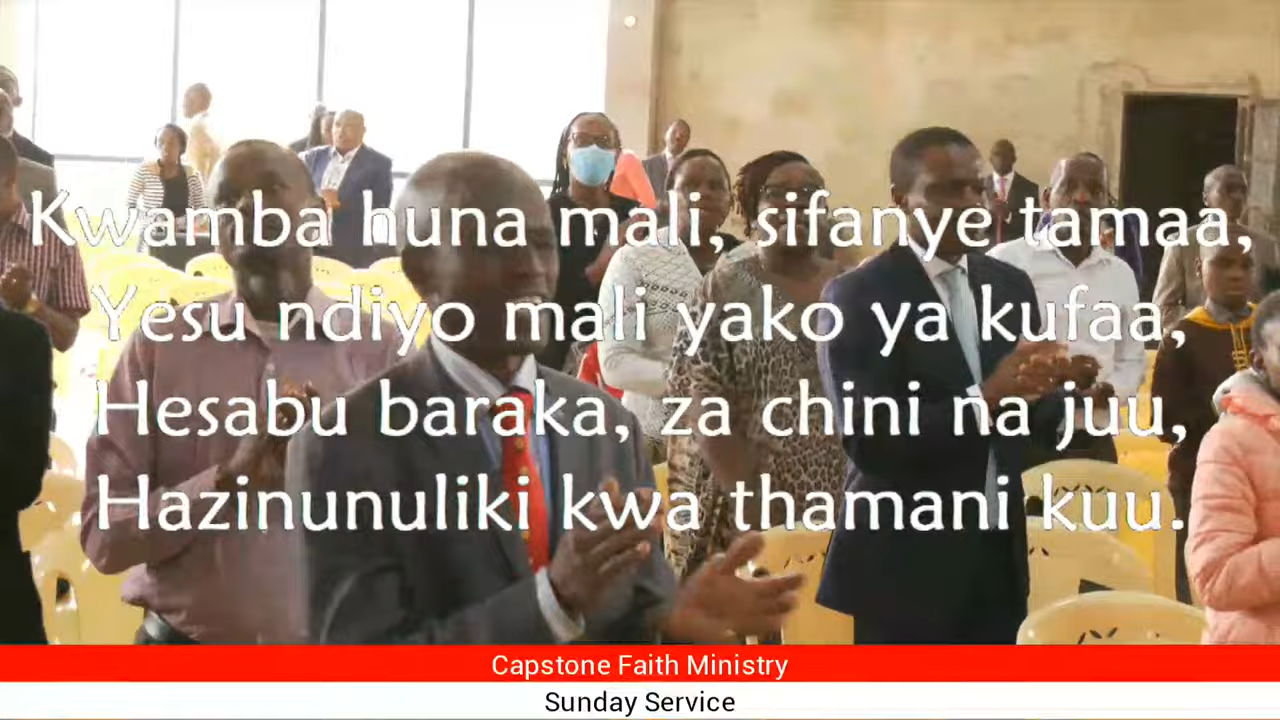 Kwamba huna mali, sifanye tamaa,
Yesu ndiyo mali yako ya kufaa,
Hesabu baraka, za chini na juu,
Hazinunuliki kwa thamani kuu.
Capstone Faith Ministry
Sunday Service